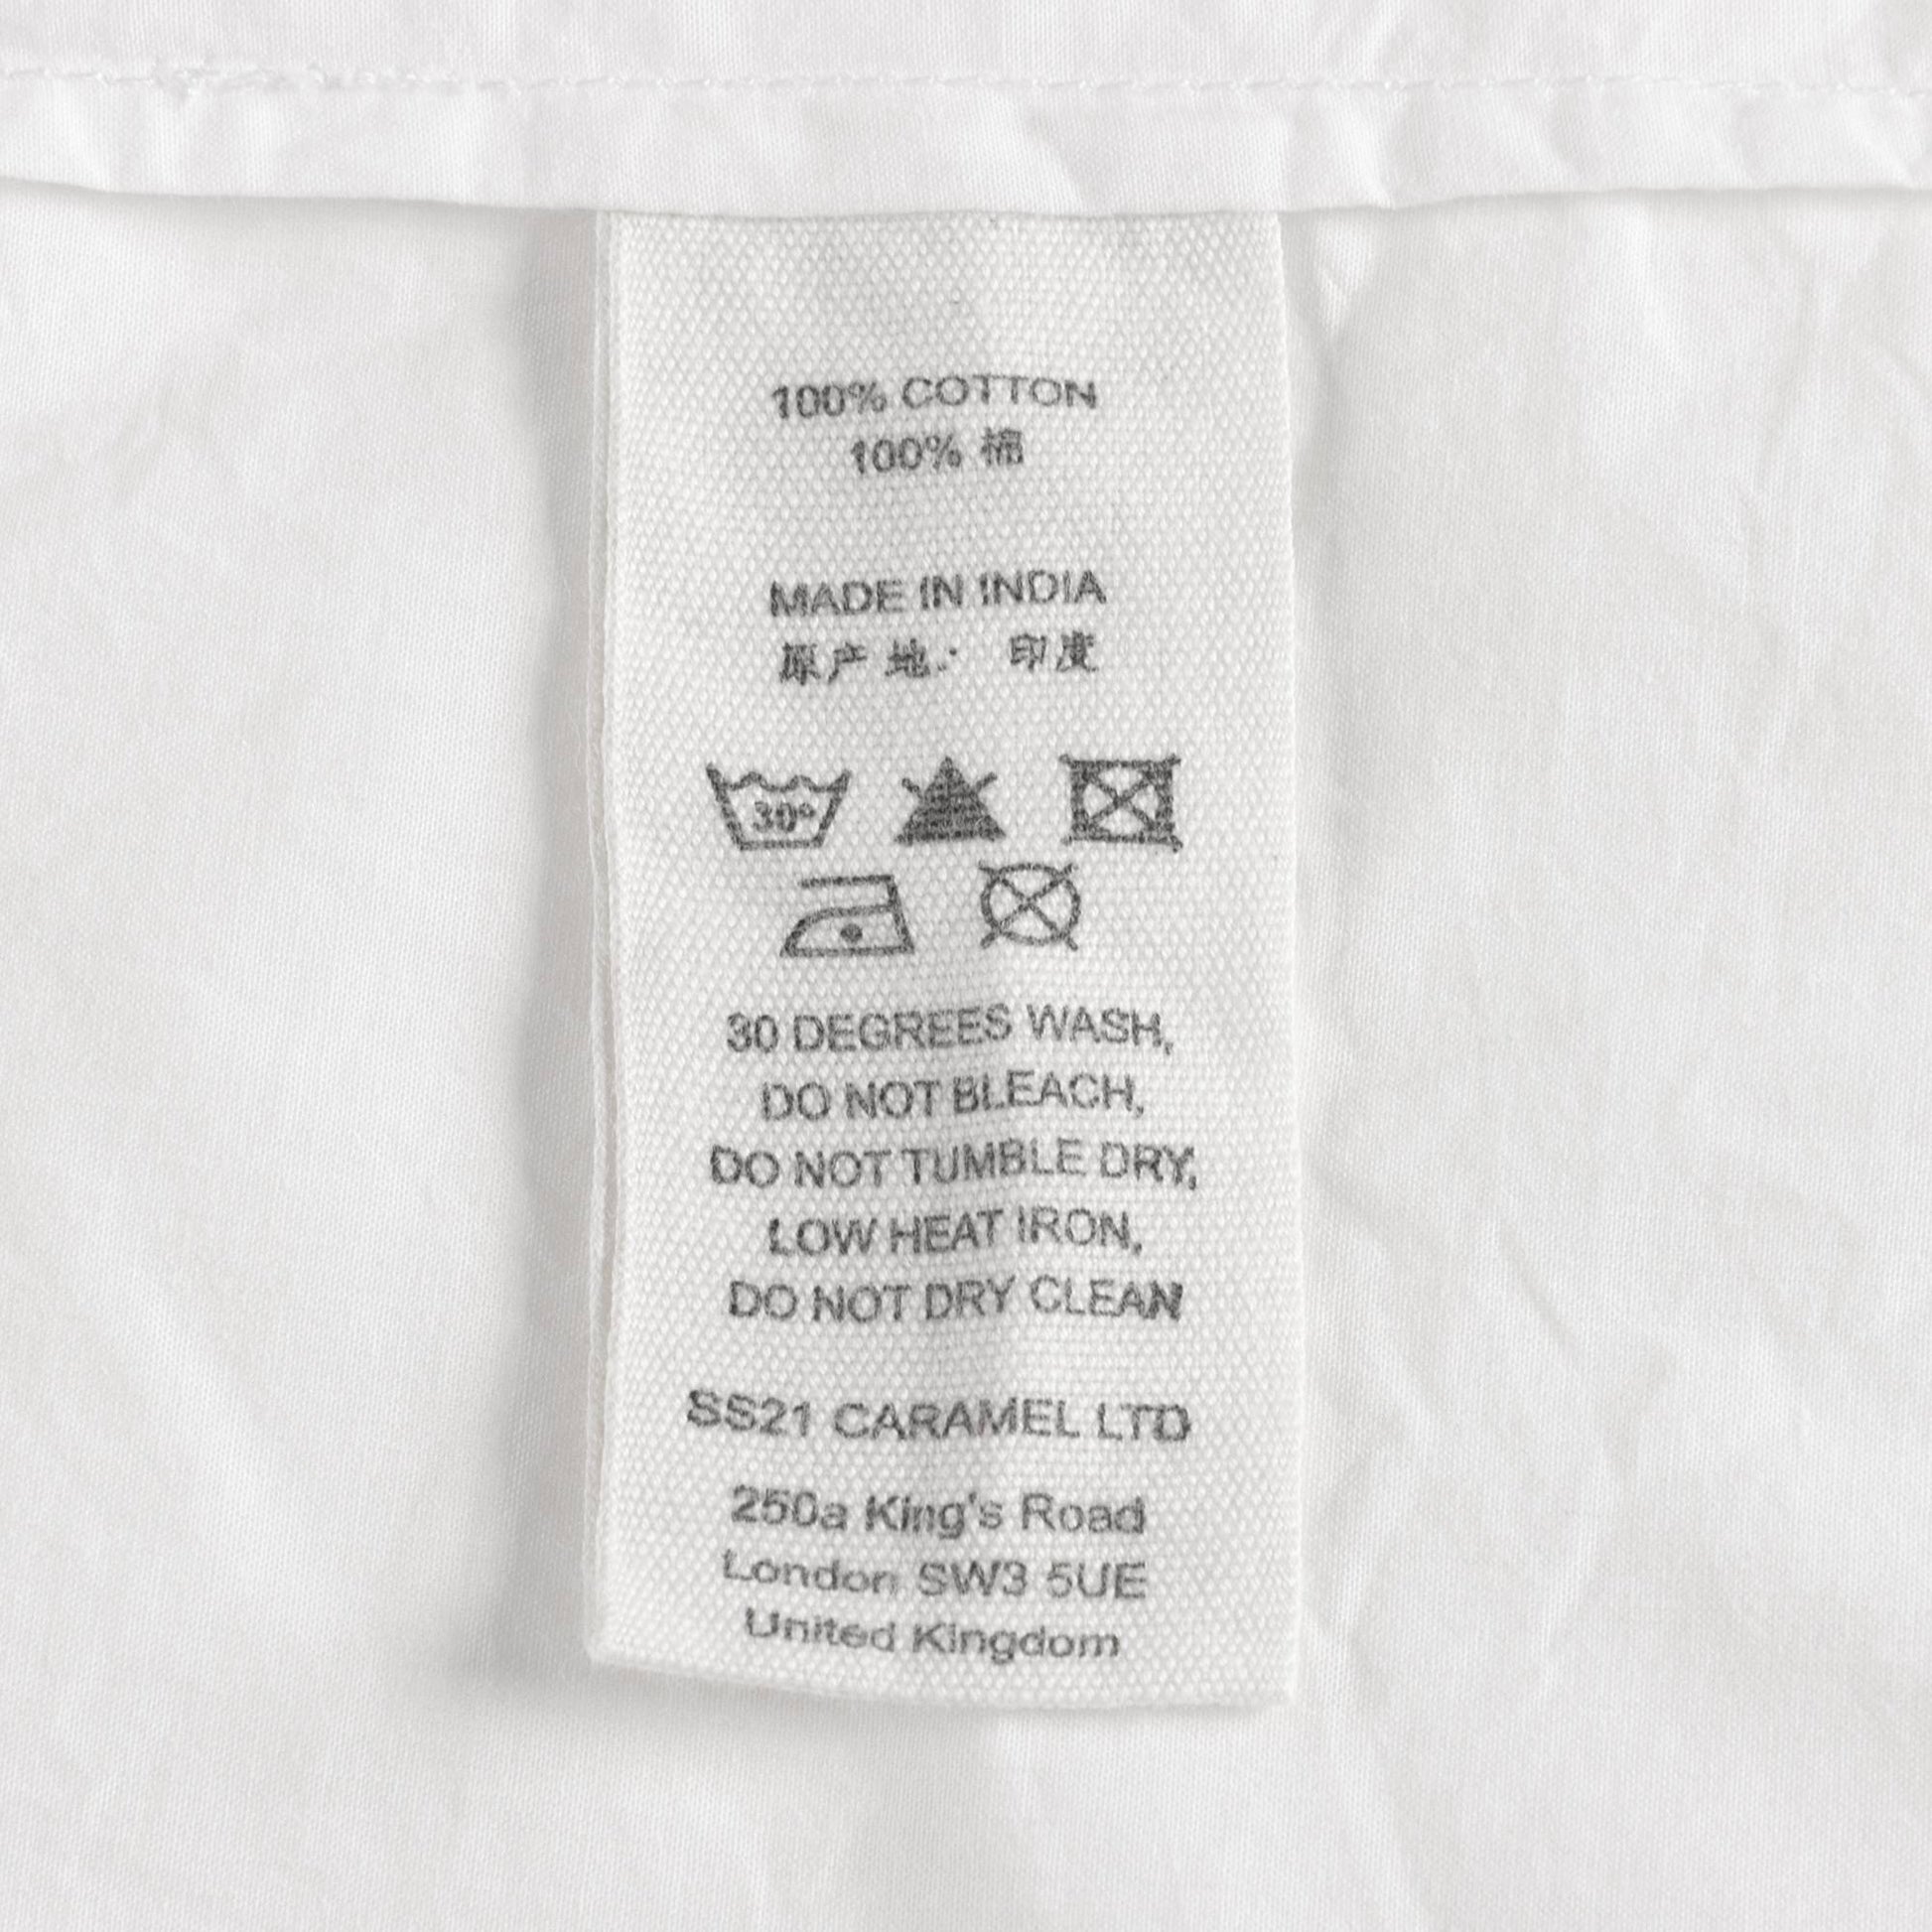 100% COTTON
100% 棉
MADE IN INDIA
原产地: 印度
30°
30 DEGREES WASH,
DO NOT BLEACH,
DO NOT TUMBLE DRY,
LOW HEAT IRON,
DO NOT DRY CLEAN
SS21 CARAMEL LTD
250a King's Road
London SW3 5UE
United Kingdom